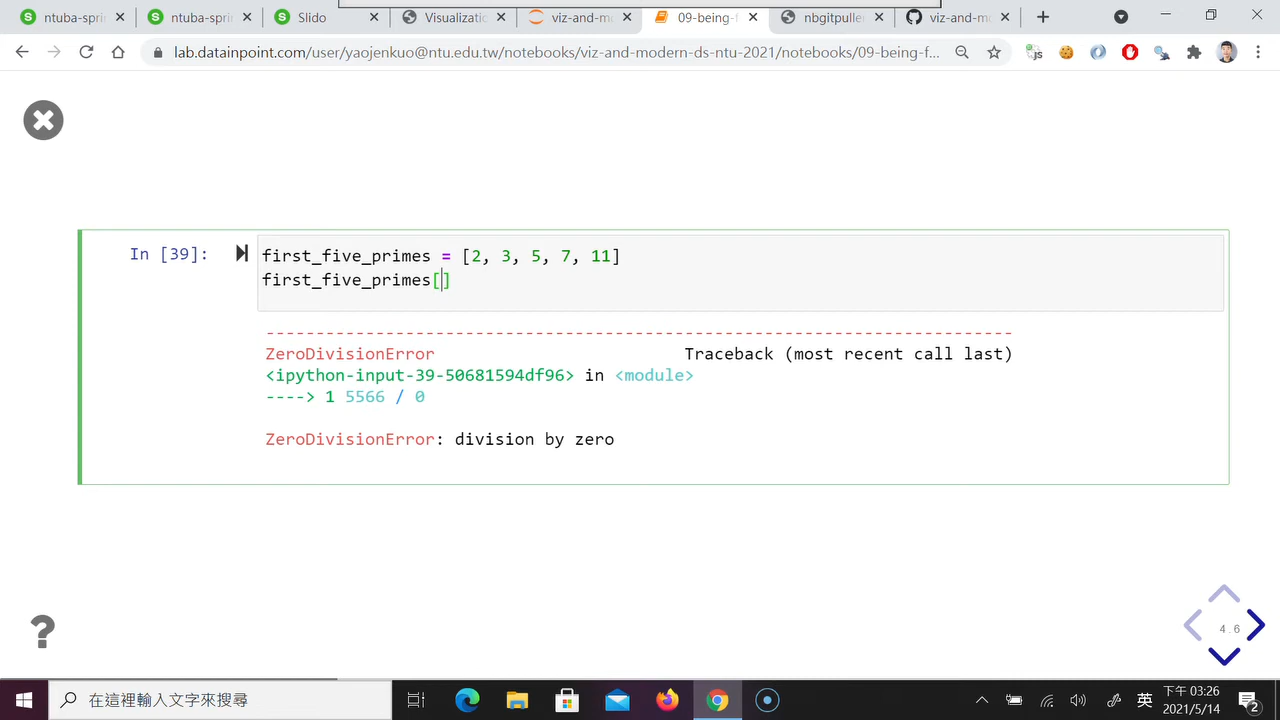 ntuba-spri
ntuba-spri
Slido
Visualizatio
viz-and-mo
09-being-f
nbgitpuller
viz-and-mo
lab.datainpoint.com/user/yaojenkuo@ntu.edu.tw/notebooks/viz-and-modern-ds-ntu-2021/notebooks/09-being-f...
In [39]:
first_five_primes = [2, 3, 5, 7, 11]
first_five_primes[]
---------------------------------------------------------------------------
ZeroDivisionError Traceback (most recent call last)
<ipython-input-39-50681594df96> in <module>
----> 1 5566 / 0
ZeroDivisionError: division by zero
?
4.6
在這裡輸入文字來搜尋
英
下午 03:26
2021/5/14
2